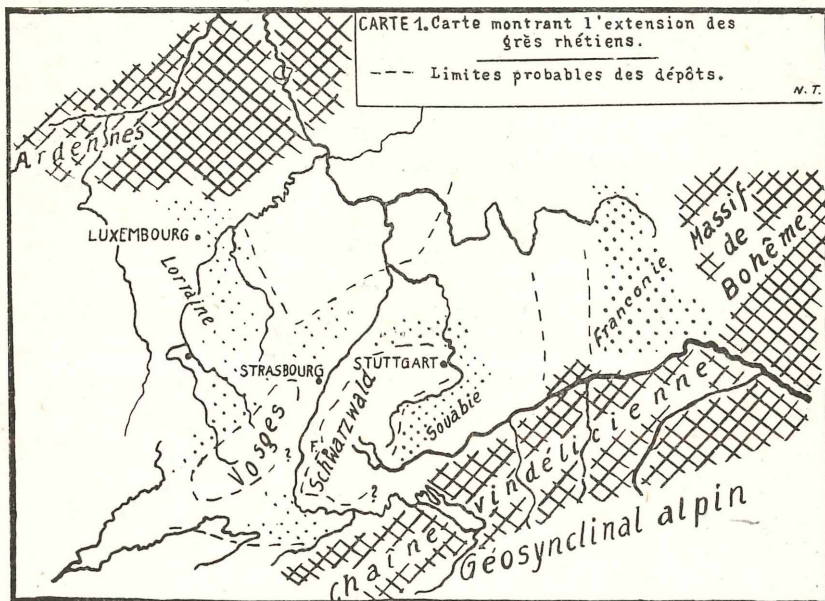 CARTE 1. Carte montrant l'extension des
grès rhétiens.
--- Limites probables des dépôts.
N.T.
Ardennes
LUXEMBOURG
Lorraine
Massif
de
Bohême
Franconie
STRASBOURG
STUTTGART
Vosges
?
F.
Schwarzwald
Souabie
?
Chaîne vindélicienne
Géosynclinal alpin